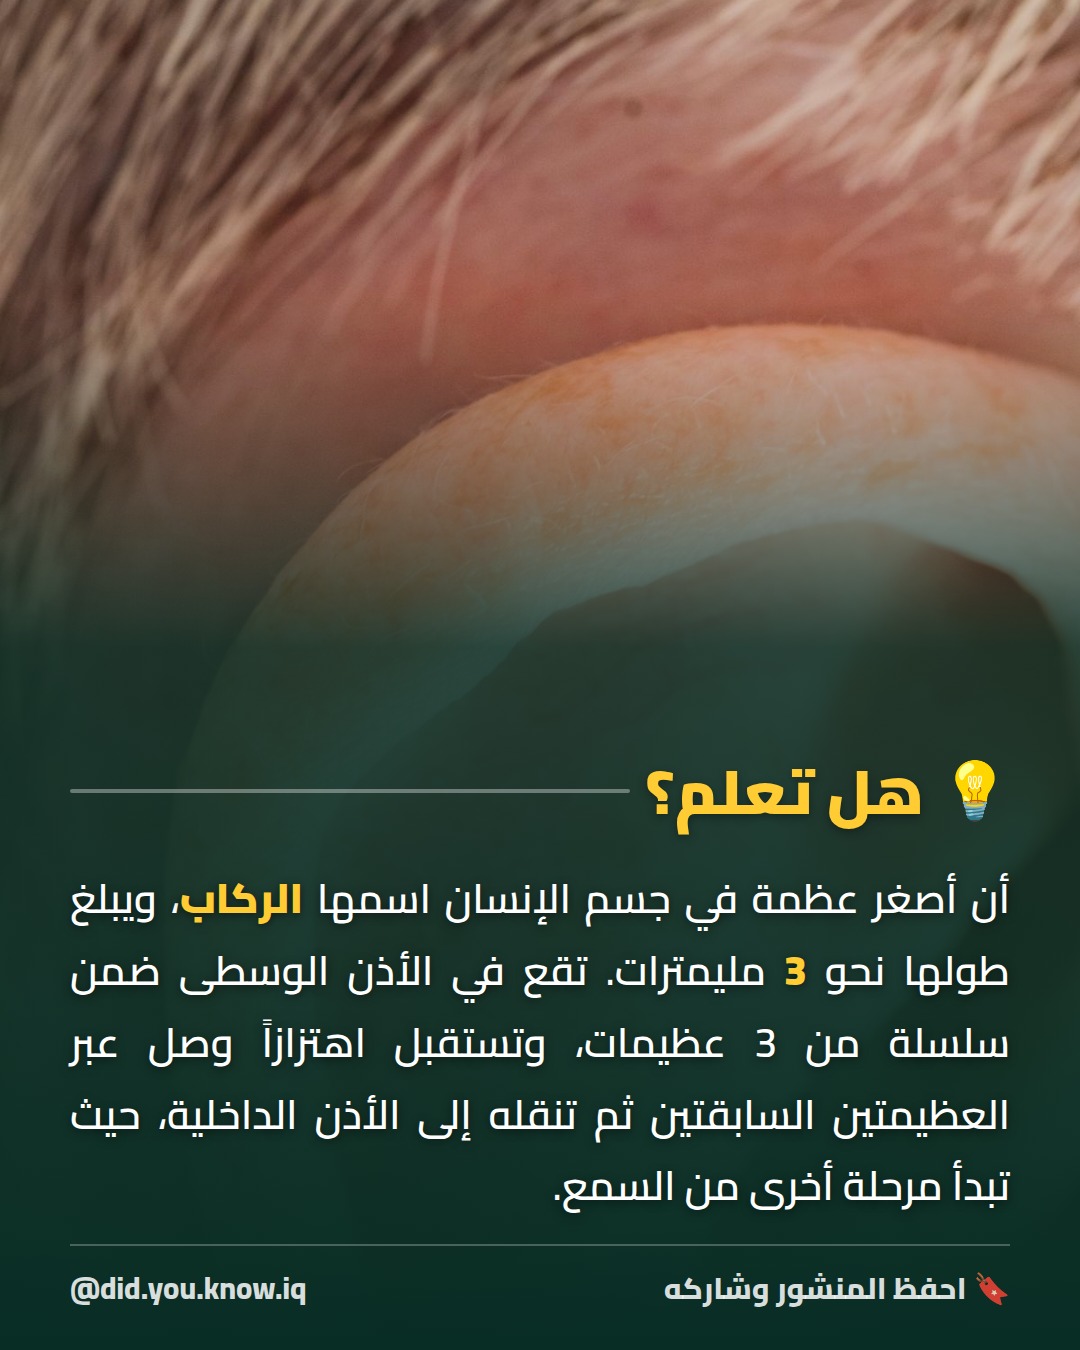 💡 هل تعلم؟
أن أصغر عظمة في جسم الإنسان اسمها الركاب، ويبلغ
طولها نحو 3 مليمترات. تقع في الأذن الوسطى ضمن
سلسلة من 3 عظيمات، وتستقبل اهتزازاً وصل عبر
العظيمتين السابقتين ثم تنقله إلى الأذن الداخلية، حيث
تبدأ مرحلة أخرى من السمع.
🔖 احفظ المنشور وشاركه
@did.you.know.iq